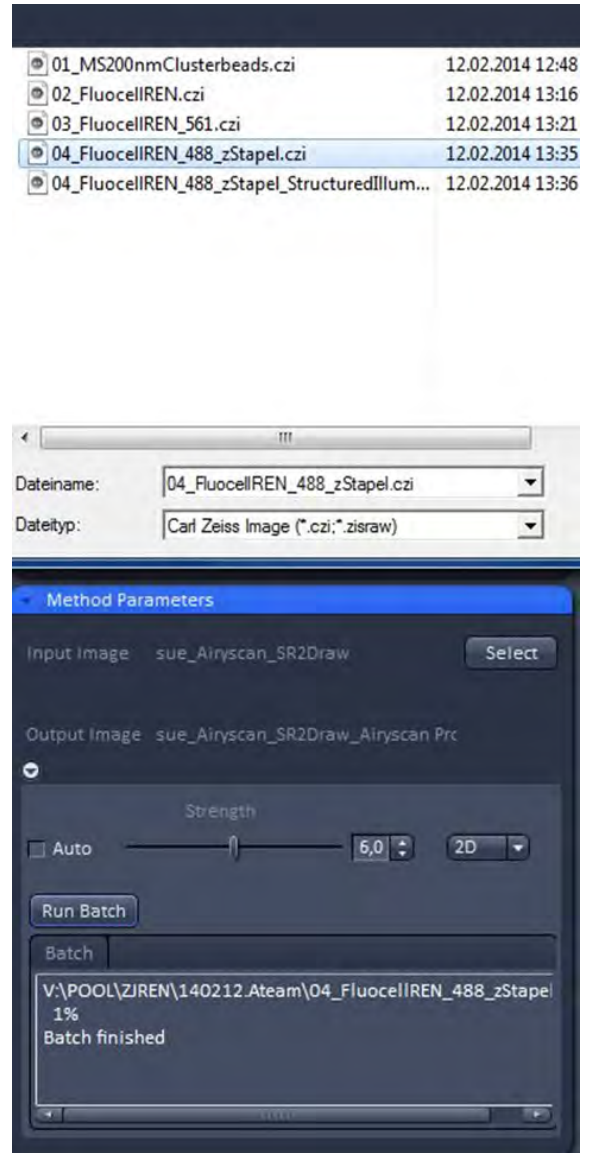 01_MS200nmClusterbeads.czi 12.02.2014 12:48
02_FluocellREN.czi 12.02.2014 13:16
03_FluocellREN_561.czi 12.02.2014 13:21
04_FluocellREN_488_zStapel.czi 12.02.2014 13:35
04_FluocellREN_488_zStapel_StructuredIllum... 12.02.2014 13:36
Dateiname: 04_FluocellREN_488_zStapel.czi
Dateityp: Carl Zeiss Image (*.czi;*.zisraw)
Method Parameters
Input Image sue_Airyscan_SR2Draw Select
Output Image sue_Airyscan_SR2Draw_Airyscan Prc
Strength
Auto 6,0 2D
Run Batch
Batch
V:\POOL\ZJREN\140212.Ateam\04_FluocellREN_488_zStapel
1%
Batch finished